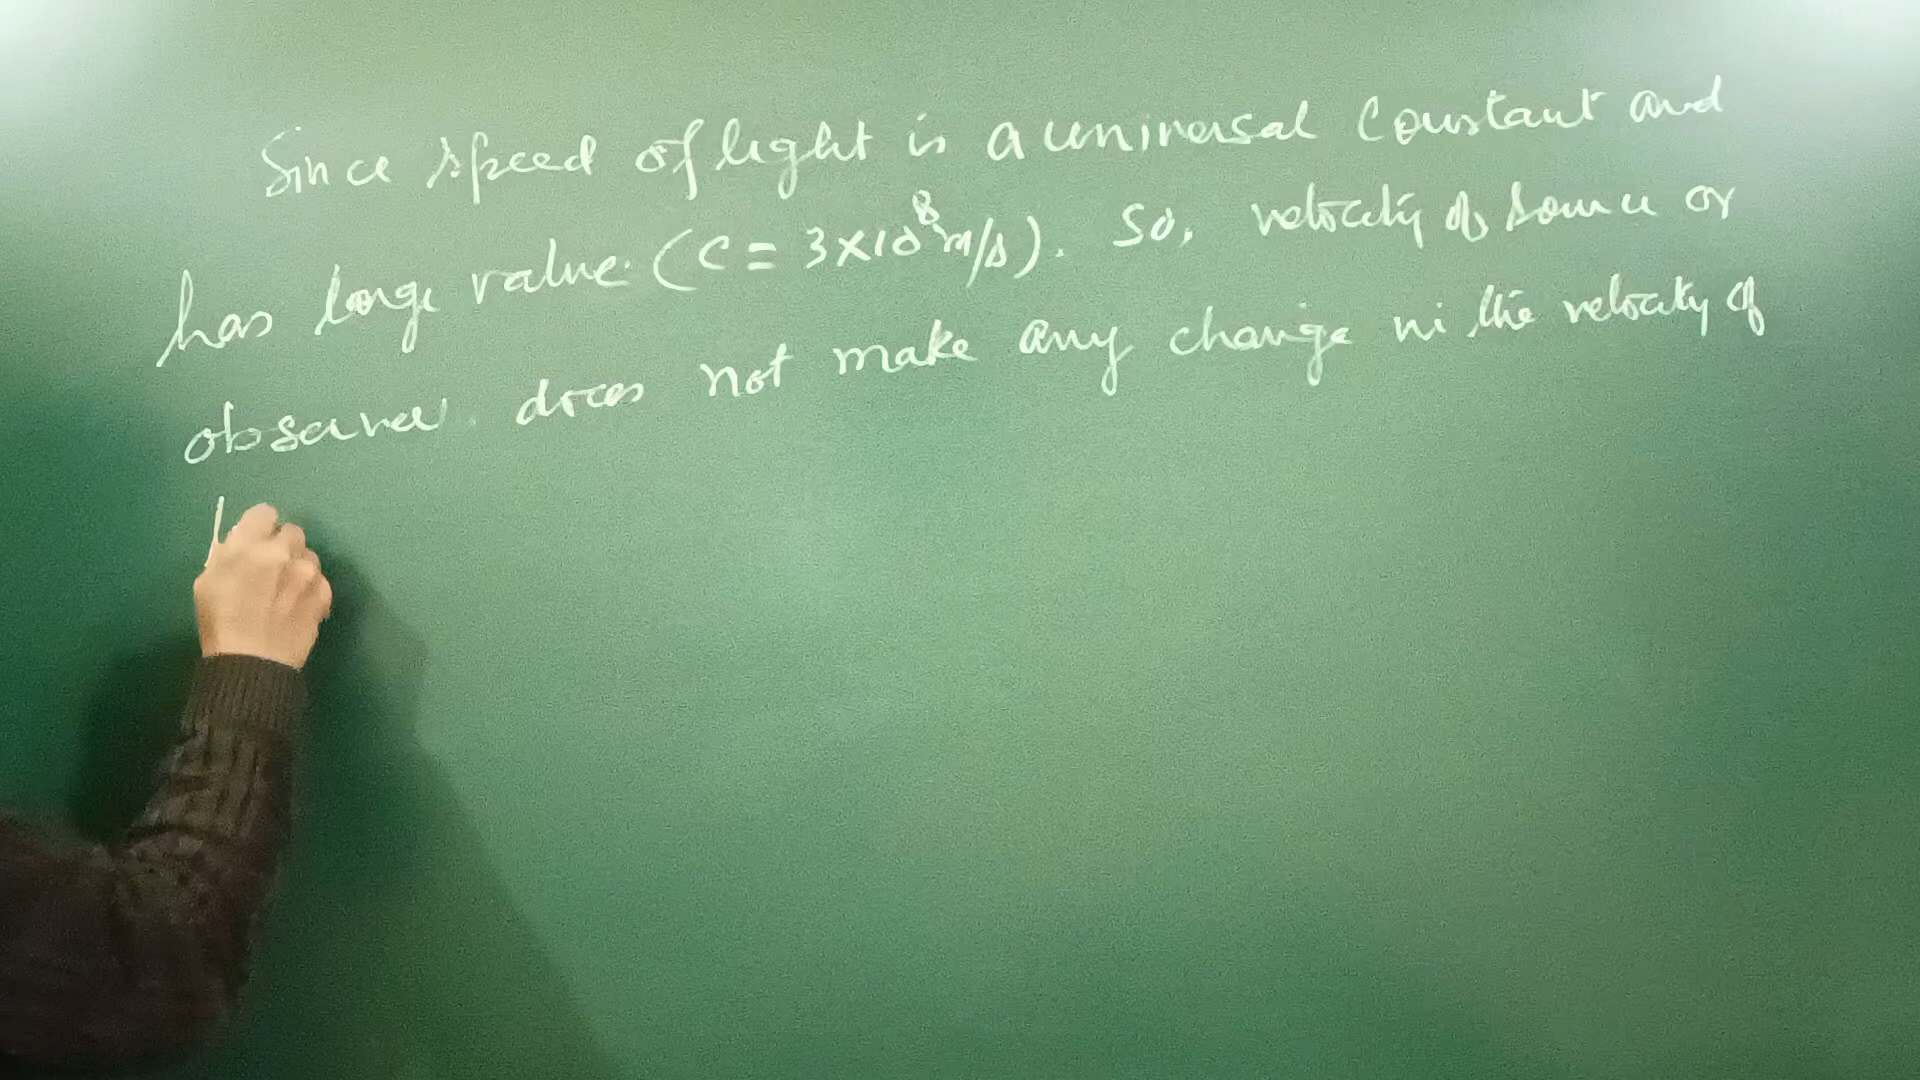 Since speed of light is a universal constant and
has large value. (C = 3×10⁸m/s). So, velocity of source or
observer. does not make any change in the velocity of